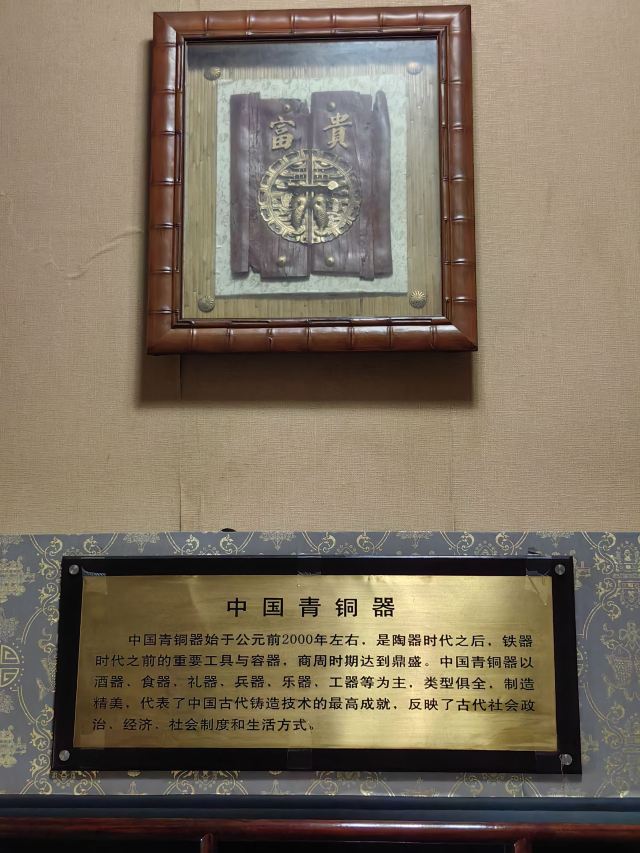 富貴
中国青铜器
中国青铜器始于公元前2000年左右，是陶器时代之后，铁器
时代之前的重要工具与容器，商周时期达到鼎盛。中国青铜器以
酒器、食器、礼器、兵器、乐器、工器等为主，类型俱全，制造
精美，代表了中国古代铸造技术的最高成就，反映了古代社会政
治、经济、社会制度和生活方式。